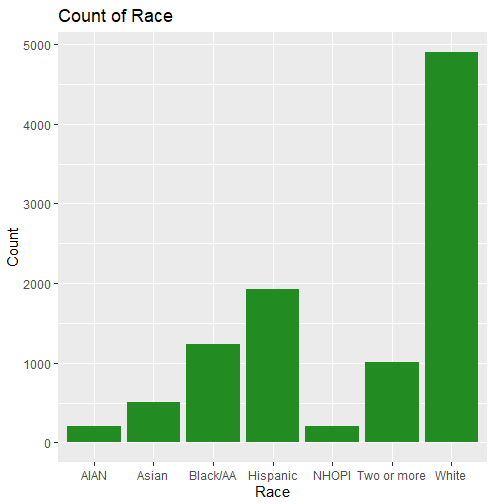 Count of Race
5000
4000
3000
2000
1000
0
Count
AIAN Asian Black/AA Hispanic NHOPI Two or more White
Race